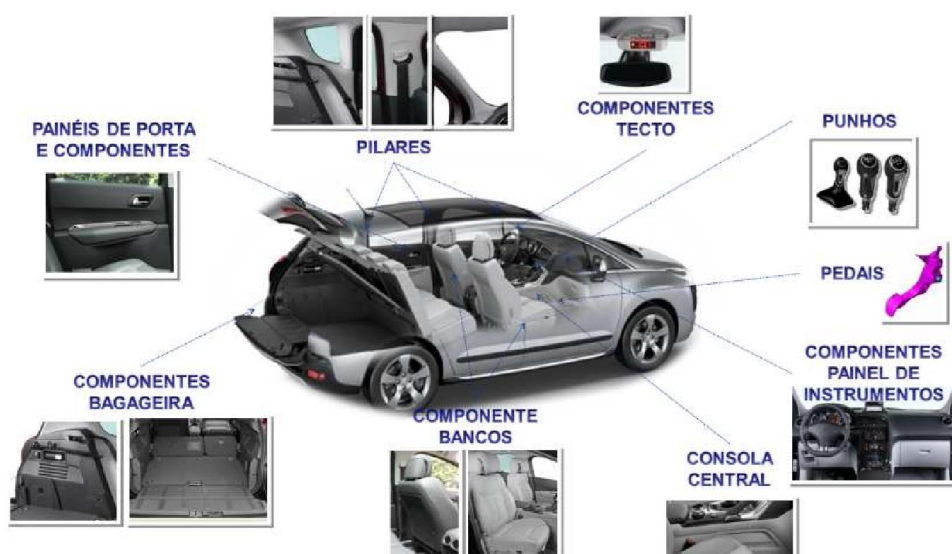 COMPONENTES
TECTO
PUNHOS
PAINÉIS DE PORTA
E COMPONENTES
PILARES
PEDAIS
COMPONENTES
PAINEL DE
INSTRUMENTOS
COMPONENTES
BAGAGEIRA
COMPONENTE
BANCOS
CONSOLA
CENTRAL